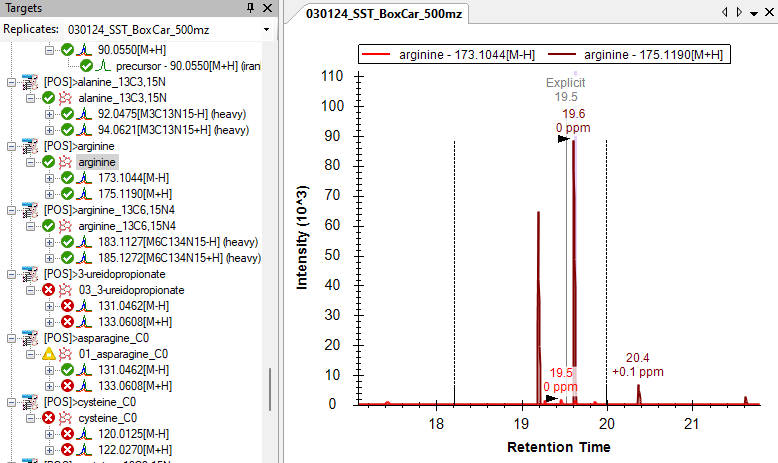 Targets
Replicates: 030124_SST_BoxCar_500mz
90.0550[M+H]
precursor - 90.0550[M+H] (iran
[POS]>alanine_13C3,15N
alanine_13C3,15N
92.0475[M3C13N15-H] (heavy)
94.0621[M3C13N15+H] (heavy)
[POS]>arginine
arginine
173.1044[M-H]
175.1190[M+H]
[POS]>arginine_13C6,15N4
arginine_13C6,15N4
183.1127[M6C134N15-H] (heavy)
185.1272[M6C134N15+H] (heavy)
[POS]>3-ureidopropionate
03_3-ureidopropionate
131.0462[M-H]
133.0608[M+H]
[POS]>asparagine_C0
01_asparagine_C0
131.0462[M-H]
133.0608[M+H]
[POS]>cysteine_C0
cysteine_C0
120.0125[M-H]
122.0270[M+H]
030124_SST_BoxCar_500mz
arginine - 173.1044[M-H] arginine - 175.1190[M+H]
Explicit
19.5
19.6
0 ppm
19.5
0 ppm
20.4
+0.1 ppm
Intensity (10^3)
110
100
90
80
70
60
50
40
30
20
10
0
18 19 20 21
Retention Time